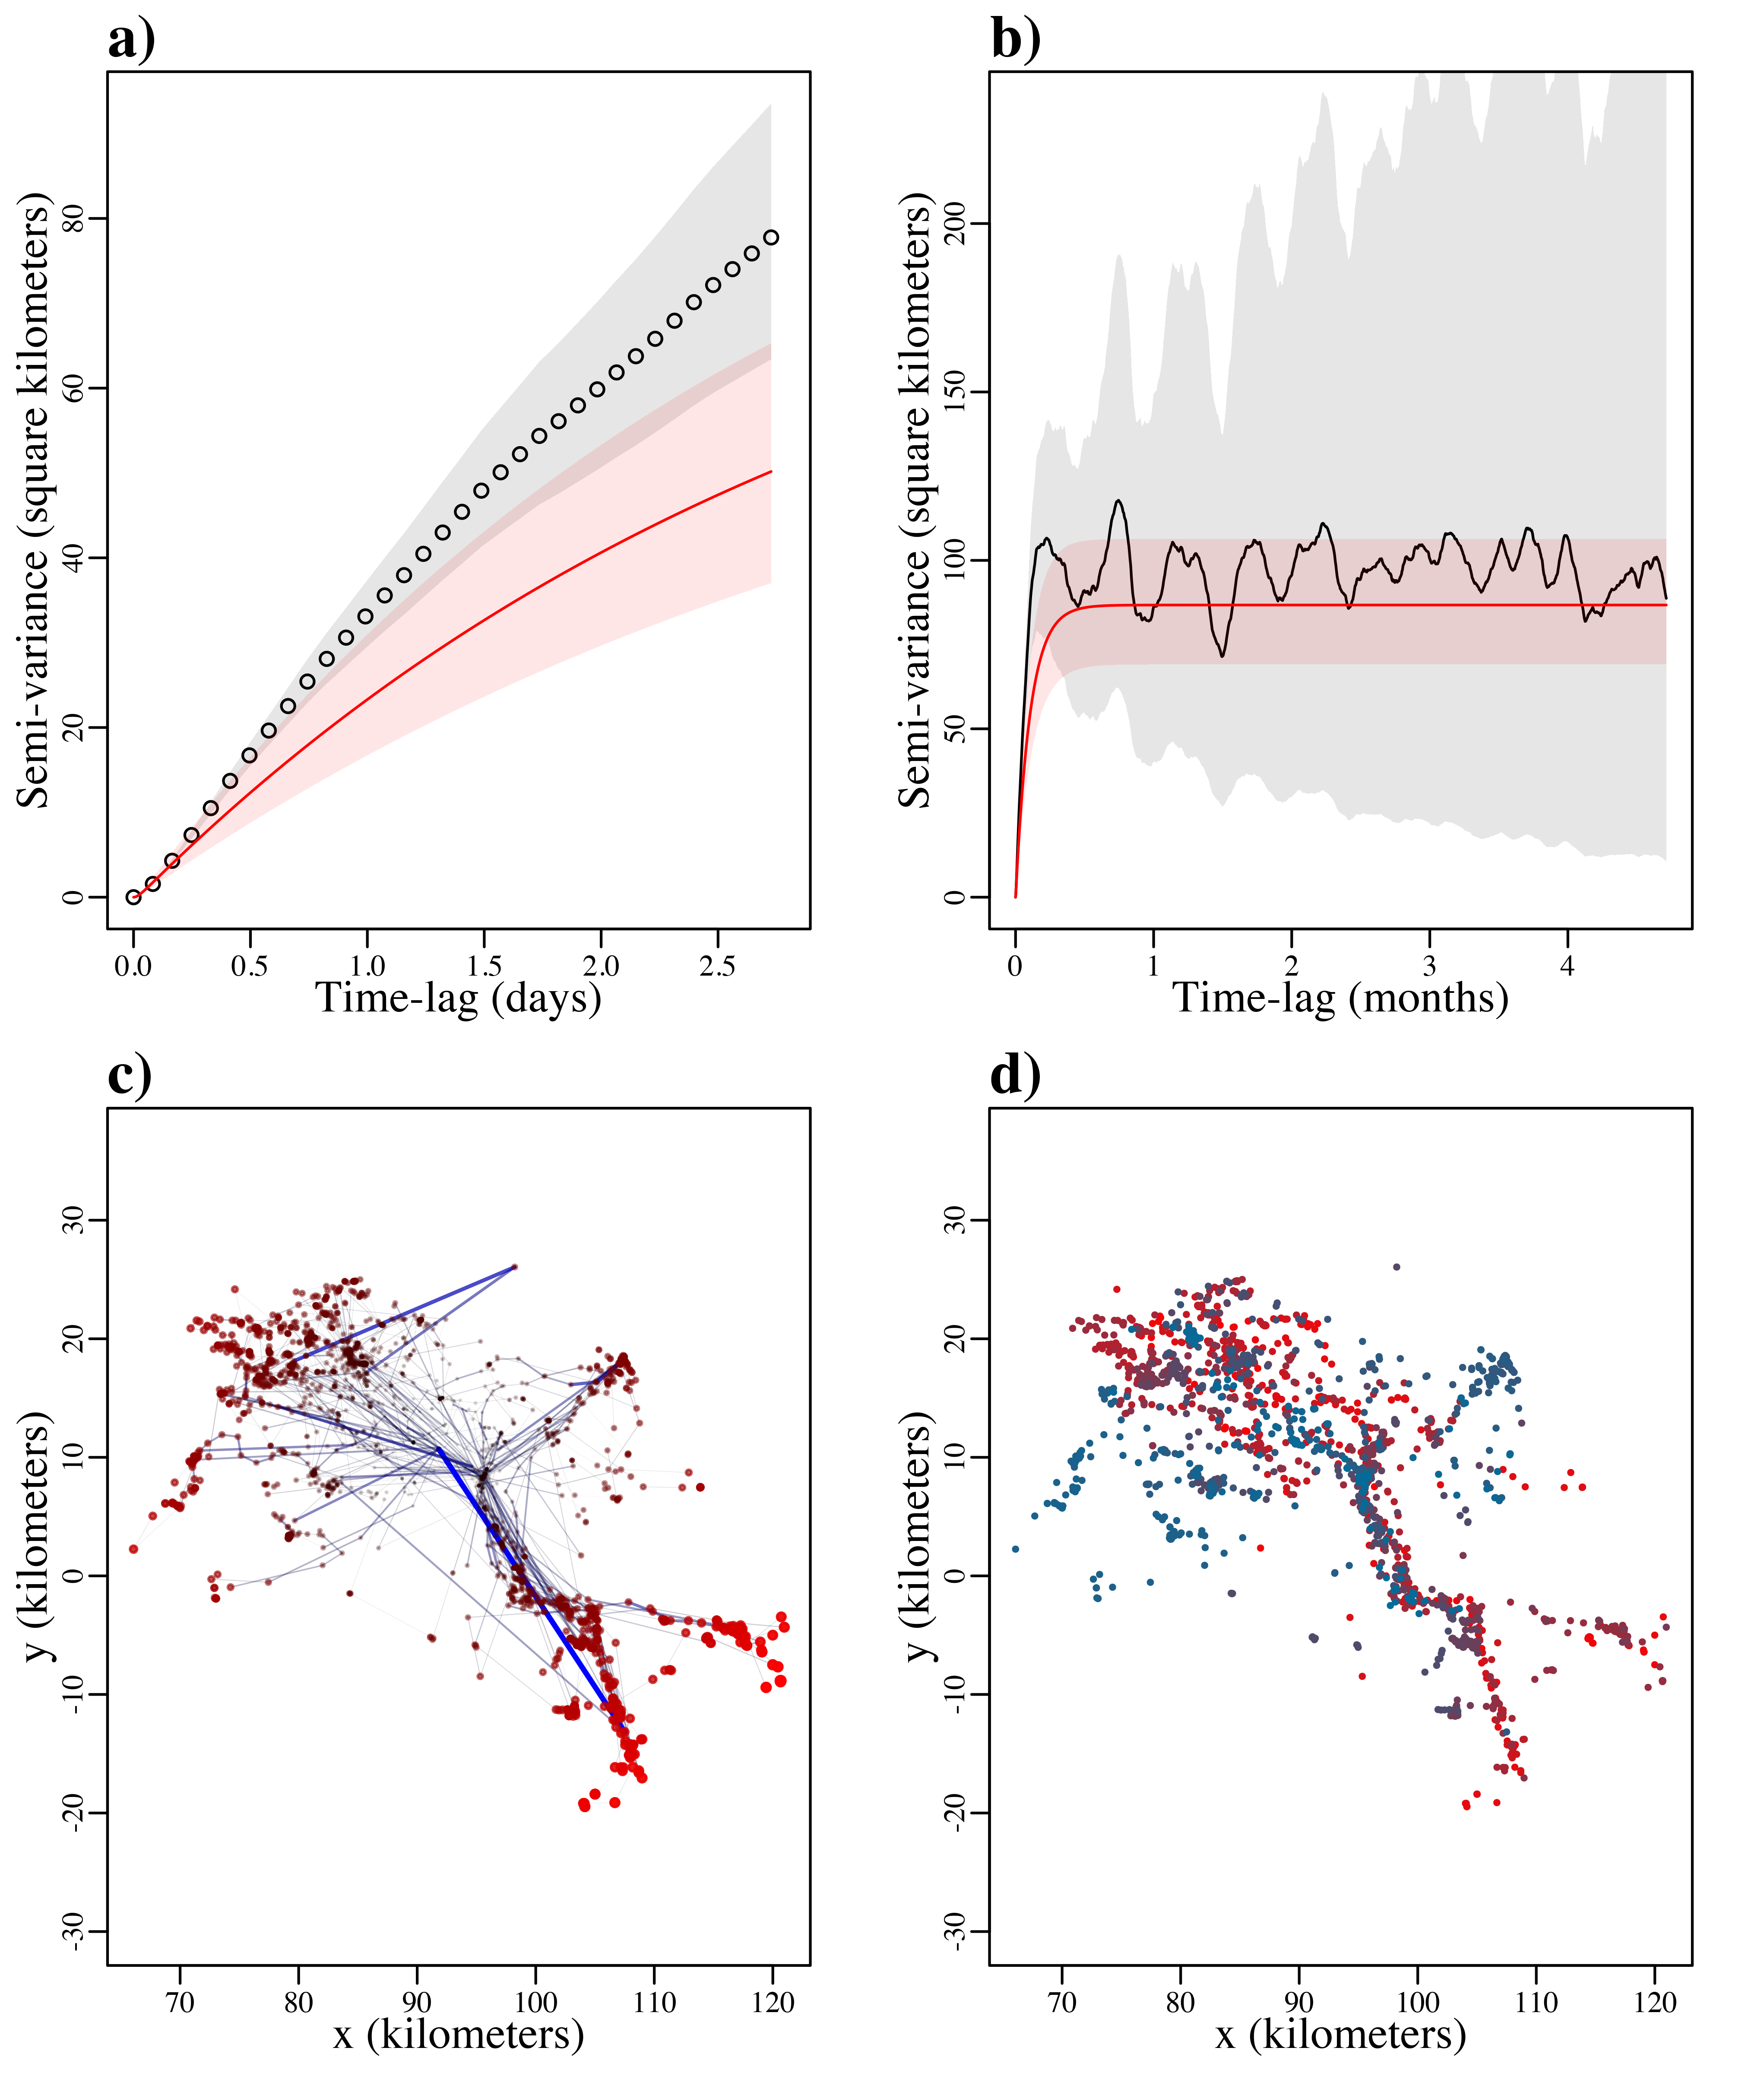 a)
Semi-variance (square kilometers)
0 20 40 60 80
0.0 0.5 1.0 1.5 2.0 2.5
Time-lag (days)
b)
Semi-variance (square kilometers)
0 50 100 150 200
0 1 2 3 4
Time-lag (months)
c)
y (kilometers)
-30 -20 -10 0 10 20 30
70 80 90 100 110 120
x (kilometers)
d)
y (kilometers)
-30 -20 -10 0 10 20 30
70 80 90 100 110 120
x (kilometers)